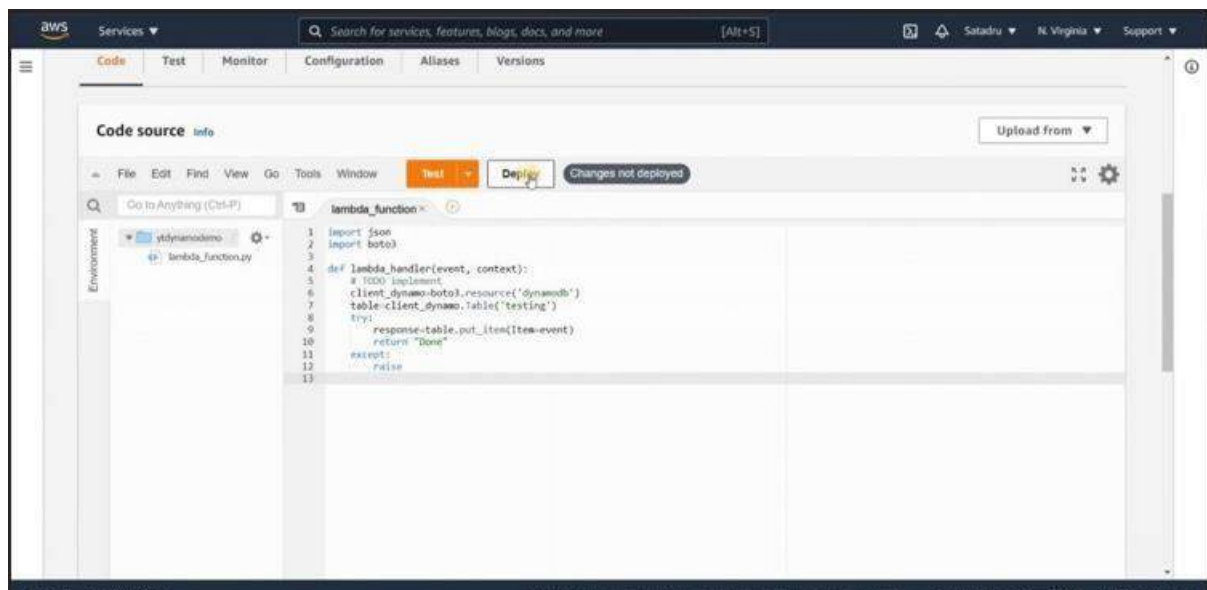 aws Services ▼ Search for services, features, blogs, docs, and more [Alt+S] Satadru ▼ N. Virginia ▼ Support ▼
Code Test Monitor Configuration Aliases Versions
Code source Info Upload from ▼
File Edit Find View Go Tools Window Test Deploy Changes not deployed
Go to Anything (Ctrl-P) lambda_function ×
Environment
ytdynamodemo
lambda_function.py
1 import json
2 import boto3
3
4 def lambda_handler(event, context):
5 # TODO implement
6 client_dynamo=boto3.resource('dynamodb')
7 table=client_dynamo.Table('testing')
8 try:
9 response=table.put_item(Item=event)
10 return "Done"
11 except:
12 raise
13